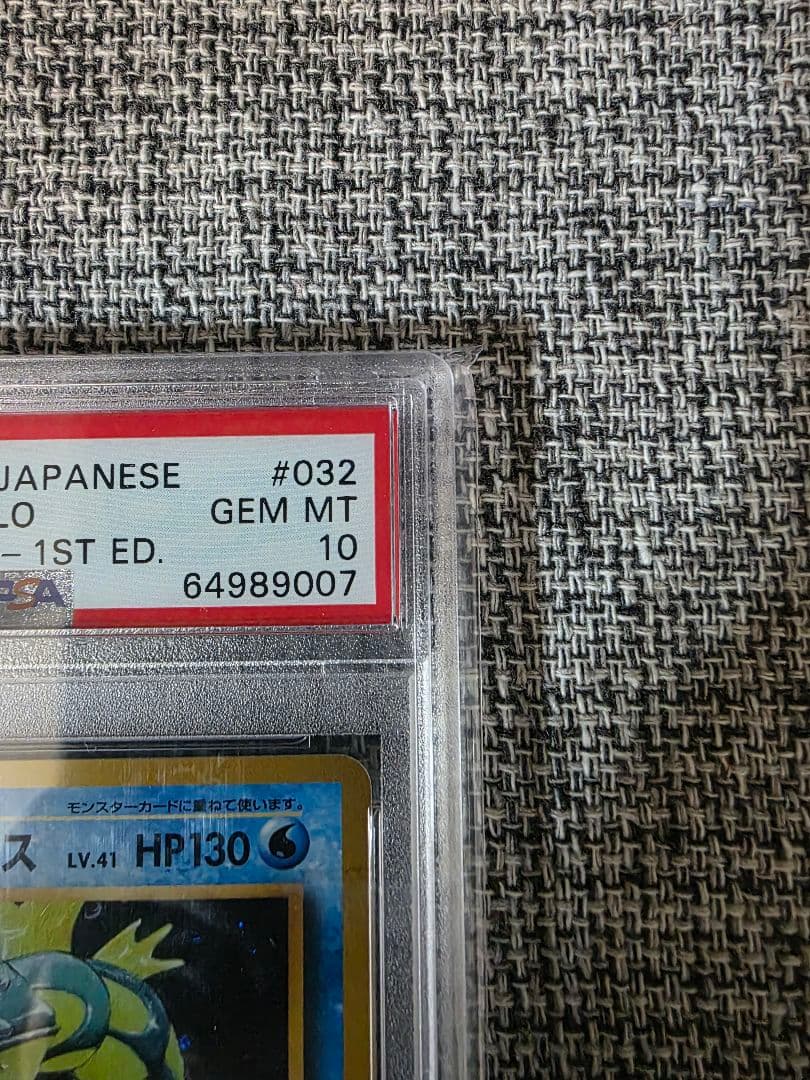 JAPANESE #032
LO GEM MT
– 1ST ED. 10
PSA 64989007
モンスターカードに重ねて使います。
ス LV.41 HP130